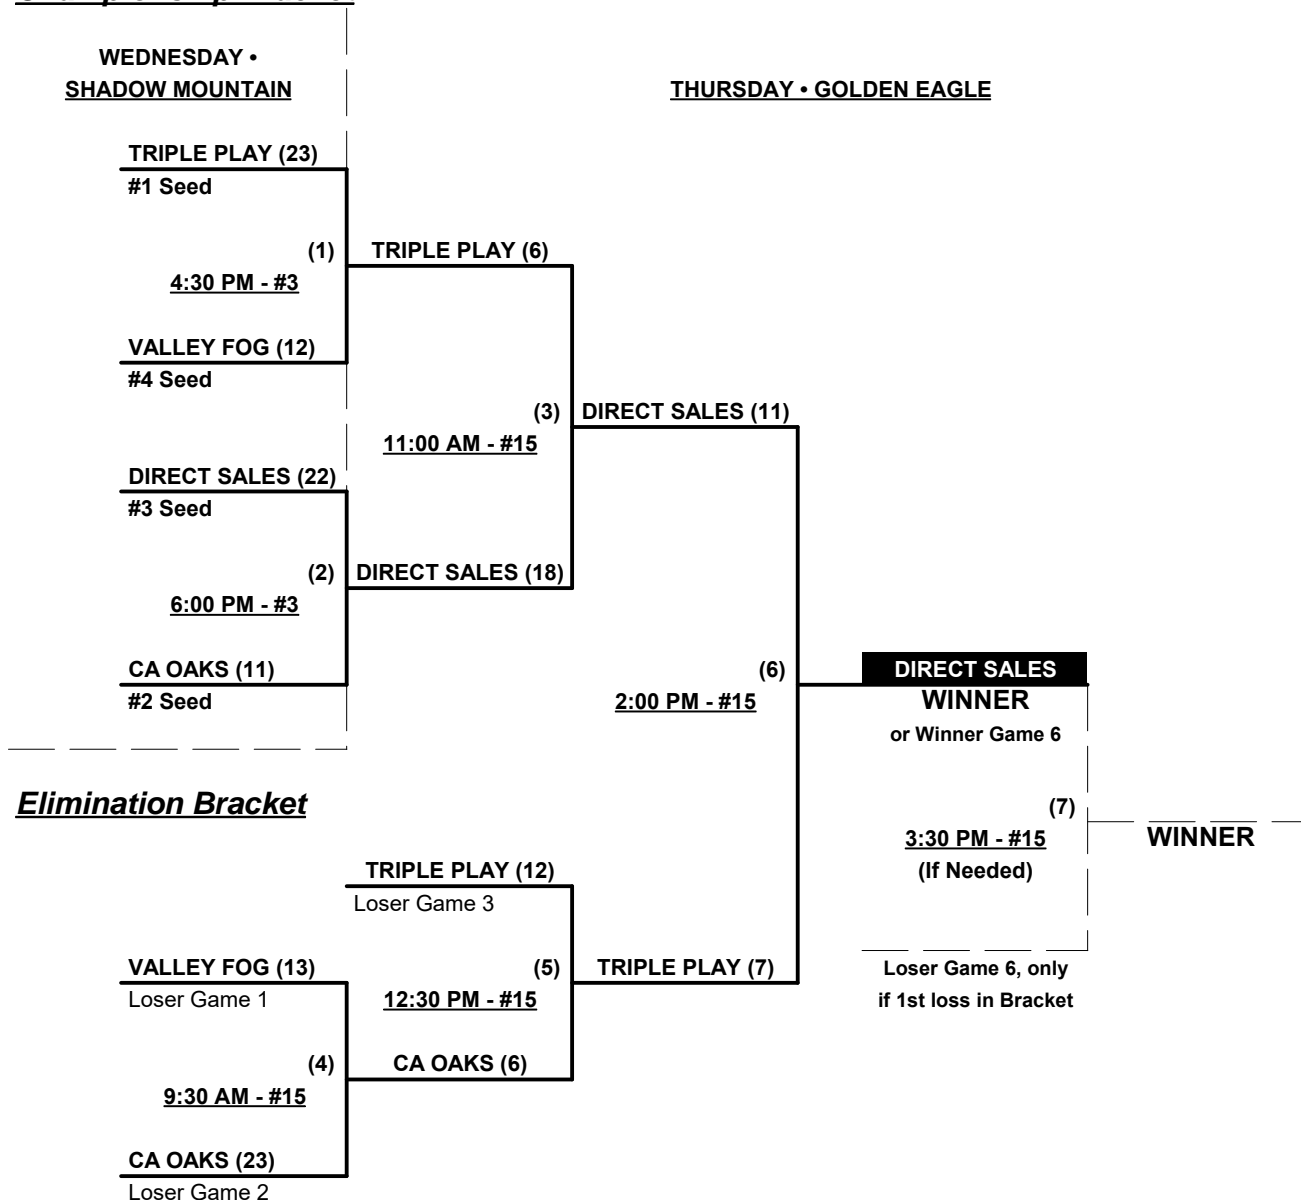 WEDNESDAY •
SHADOW MOUNTAIN
THURSDAY • GOLDEN EAGLE
TRIPLE PLAY (23)
#1 Seed
(1)
TRIPLE PLAY (6)
4:30 PM - #3
VALLEY FOG (12)
#4 Seed
(3)
DIRECT SALES (11)
11:00 AM - #15
DIRECT SALES (22)
#3 Seed
(2)
DIRECT SALES (18)
6:00 PM - #3
CA OAKS (11)
#2 Seed
(6)
2:00 PM - #15
DIRECT SALES
WINNER
or Winner Game 6
Elimination Bracket
(7)
3:30 PM - #15
(If Needed)
WINNER
TRIPLE PLAY (12)
Loser Game 3
VALLEY FOG (13)
Loser Game 1
(5)
TRIPLE PLAY (7)
12:30 PM - #15
Loser Game 6, only
if 1st loss in Bracket
(4)
CA OAKS (6)
9:30 AM - #15
CA OAKS (23)
Loser Game 2